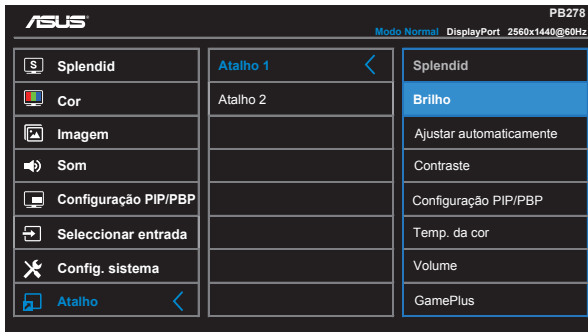 ASUS
PB278
Modo Normal DisplayPort 2560x1440@60Hz
S Splendid
Cor
Imagem
Som
Configuração PIP/PBP
Seleccionar entrada
Config. sistema
Atalho
Atalho 1
Atalho 2
Splendid
Brilho
Ajustar automaticamente
Contraste
Configuração PIP/PBP
Temp. da cor
Volume
GamePlus